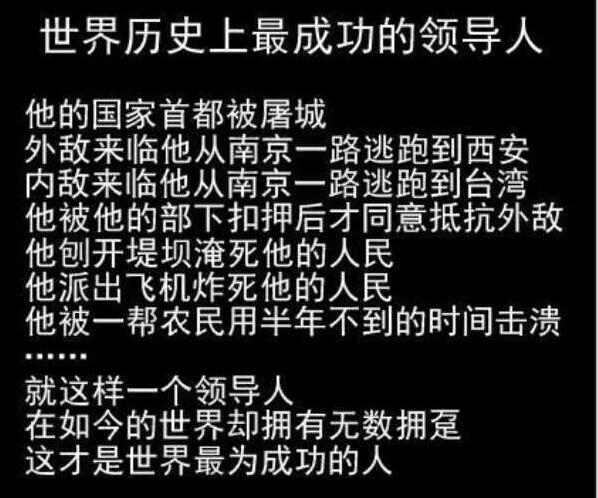 世界历史上最成功的领导人
他的国家首都被屠城
外敌来临他从南京一路逃跑到西安
内敌来临他从南京一路逃跑到台湾
他被他的部下扣押后才同意抵抗外敌
他刨开堤坝淹死他的人民
他派出飞机炸死他的人民
他被一帮农民用半年不到的时间击溃
……
就这样一个领导人
在如今的世界却拥有无数拥趸
这才是世界最为成功的人